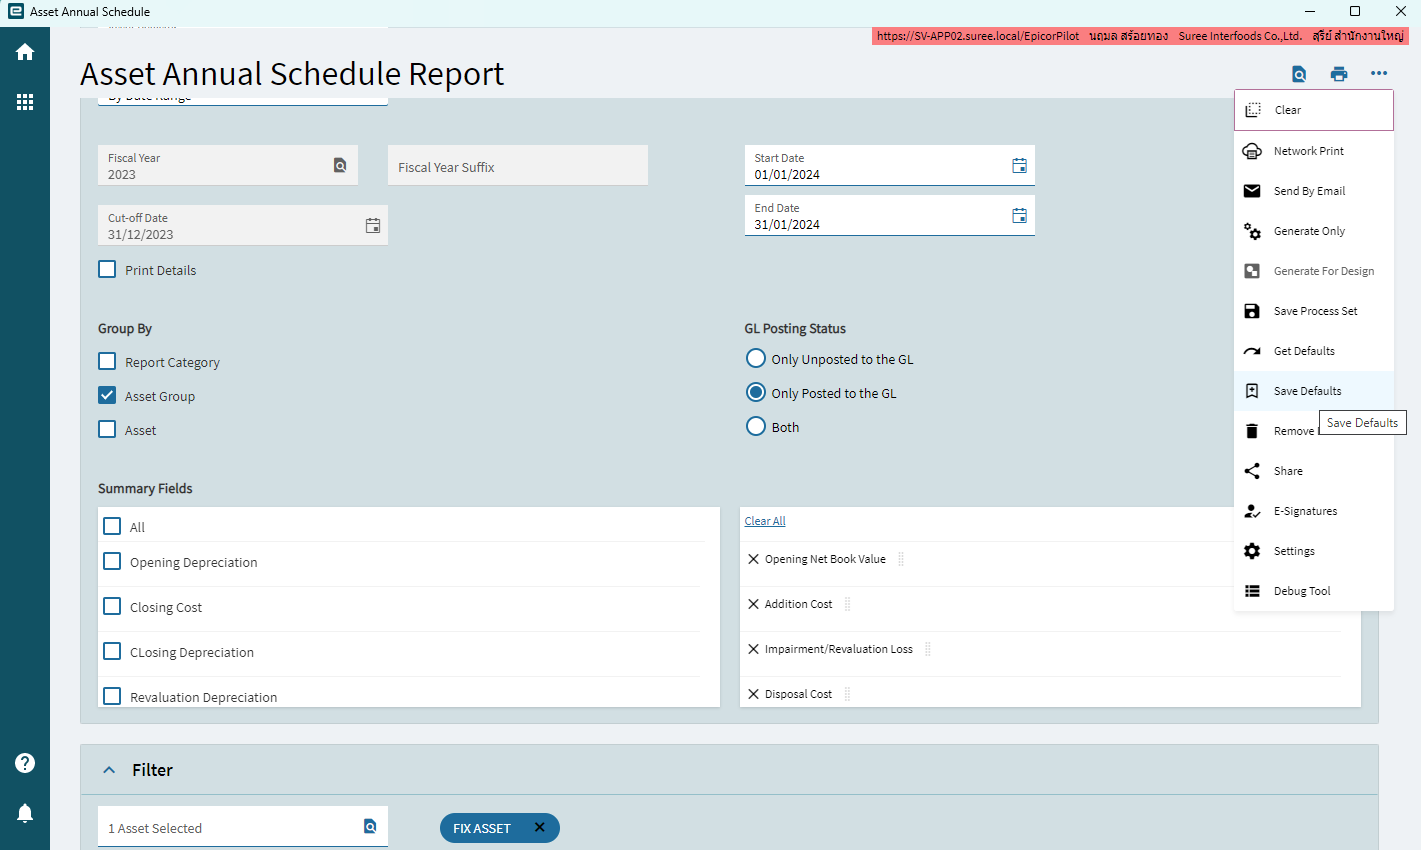 Asset Annual Schedule
https://SV-APP02.suree.local/EpicorPilot นฤมล สร้อยทอง Suree Interfoods Co.,Ltd. สุรีย์ สำนักงานใหญ่
Asset Annual Schedule Report
By Date Range
Fiscal Year
2023
Fiscal Year Suffix
Start Date
01/01/2024
Cut-off Date
31/12/2023
End Date
31/01/2024
Print Details
Group By
Report Category
Asset Group
Asset
GL Posting Status
Only Unposted to the GL
Only Posted to the GL
Both
Summary Fields
All
Opening Depreciation
Closing Cost
CLosing Depreciation
Revaluation Depreciation
Clear All
Opening Net Book Value
Addition Cost
Impairment/Revaluation Loss
Disposal Cost
Clear
Network Print
Send By Email
Generate Only
Generate For Design
Save Process Set
Get Defaults
Save Defaults
Remove
Save Defaults
Share
E-Signatures
Settings
Debug Tool
Filter
1 Asset Selected
FIX ASSET